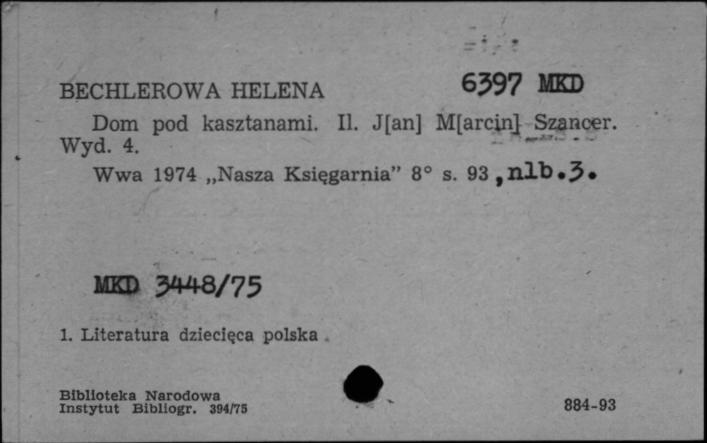 6397 MKD
BECHLEROWA HELENA
Dom pod kasztanami. Il. J[an] M[arcin] Szancer.
Wyd. 4.
Wwa 1974 „Nasza Księgarnia” 8° s. 93, nlb.3.
MKD 3448/75
1. Literatura dziecięca polska.
Biblioteka Narodowa
Instytut Bibliogr. 394/75
884-93